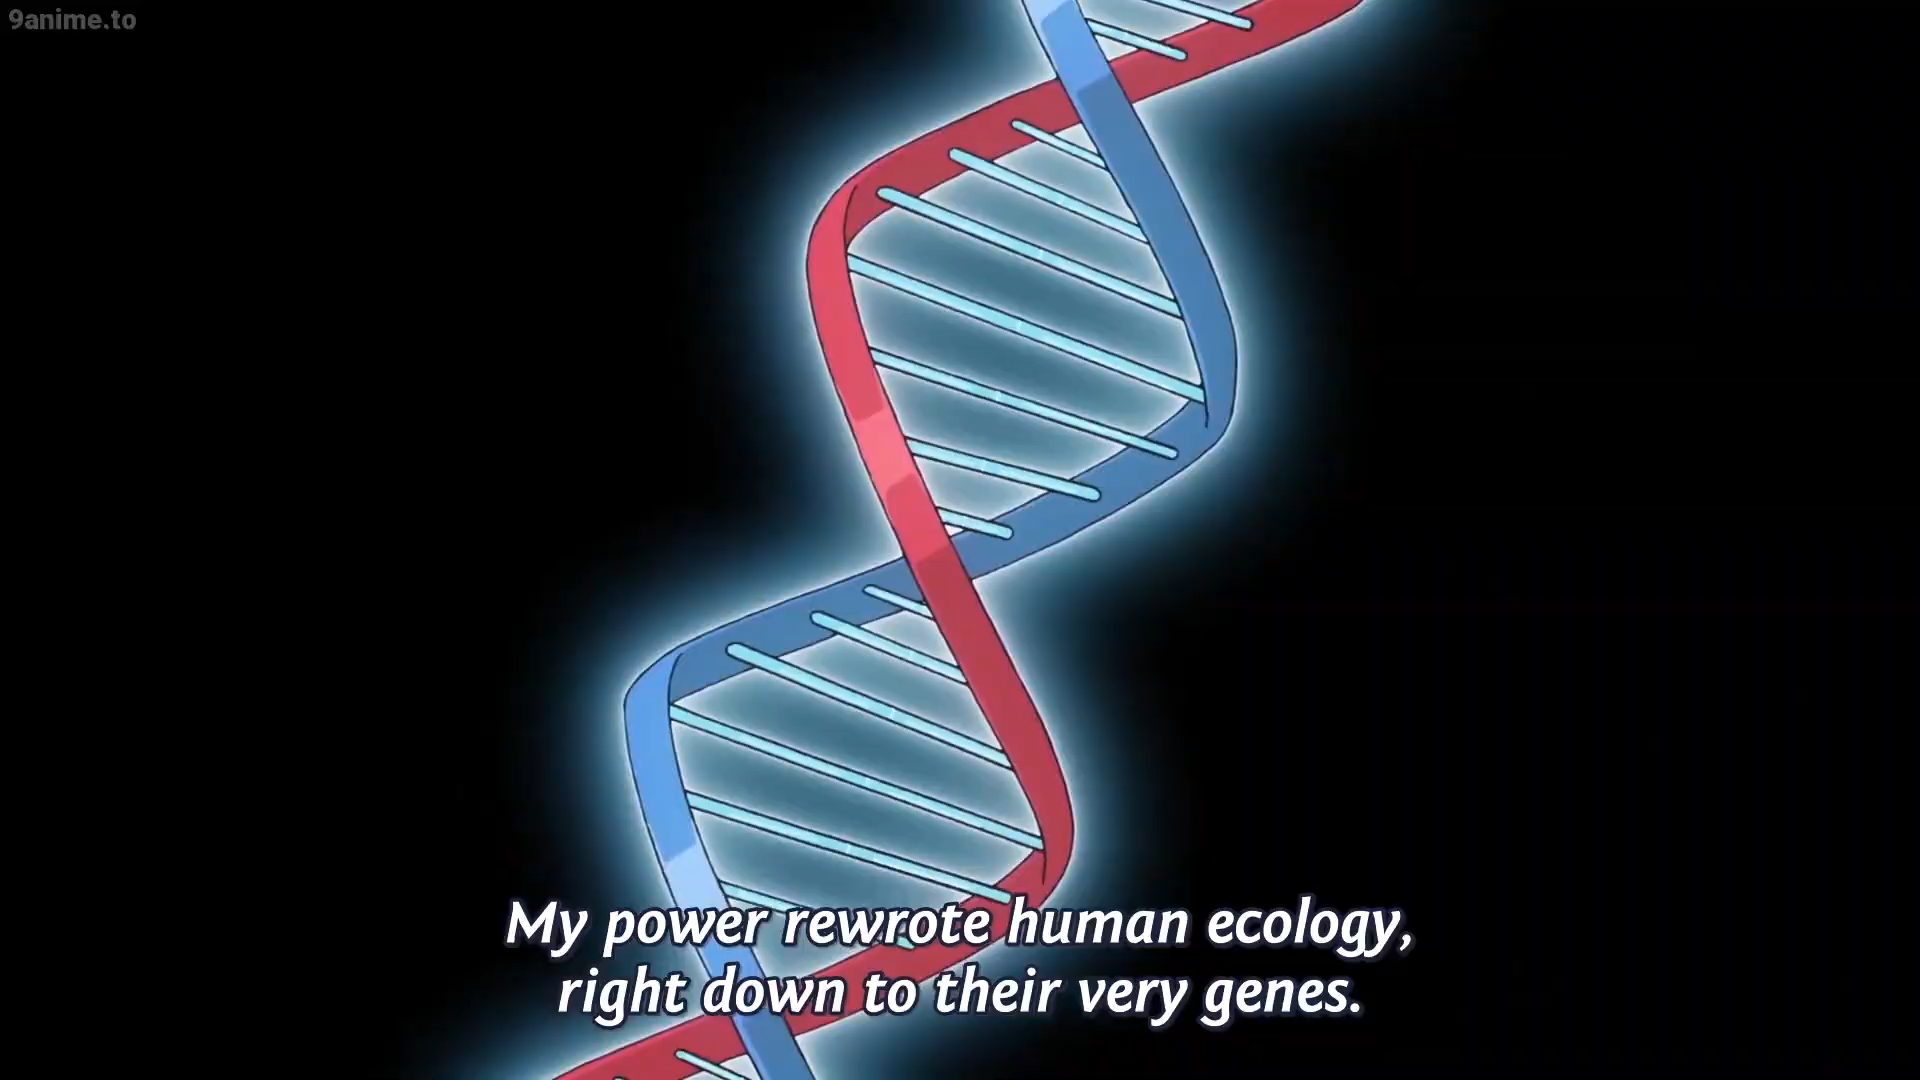 9anime.to
My power rewrote human ecology,
right down to their very genes.